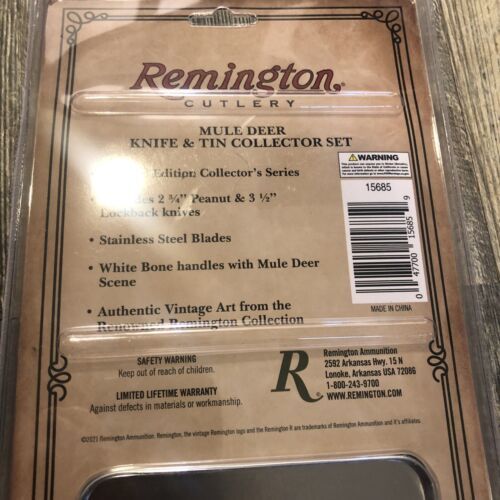 Remington
CUTLERY
MULE DEER
KNIFE & TIN COLLECTOR SET
Edition Collector's Series
2 ¾" Peanut & 3 ½"
Lockback knives
• Stainless Steel Blades
• White Bone handles with Mule Deer
Scene
• Authentic Vintage Art from the
Renowned Remington Collection
WARNING
15685
0 47700 15685 9
MADE IN CHINA
SAFETY WARNING
Keep out of reach of children.
LIMITED LIFETIME WARRANTY
Against defects in materials or workmanship.
R
Remington Ammunition
2592 Arkansas Hwy. 15 N
Lonoke, Arkansas USA 72086
1-800-243-9700
WWW.REMINGTON.COM
©2021 Remington Ammunition. Remington, the vintage Remington logo and the Remington R are trademarks of Remington Ammunition and it's affiliates.